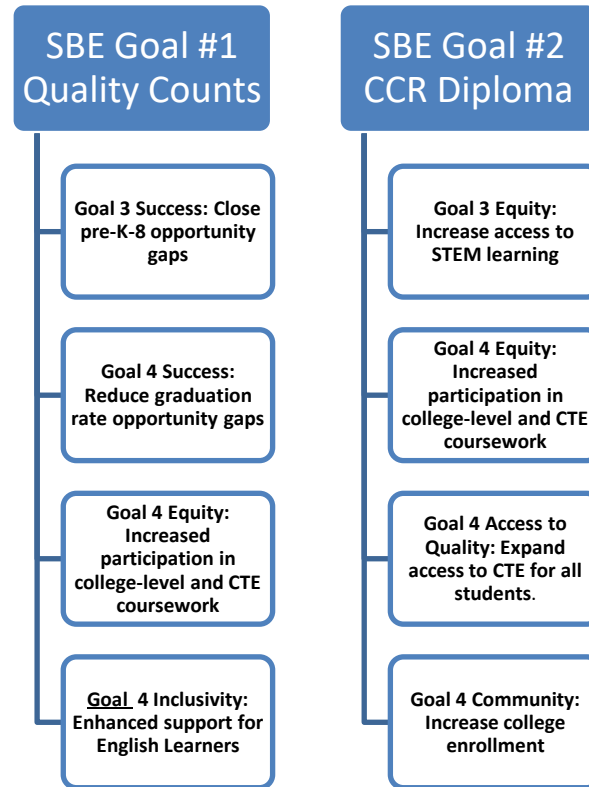 SBE Goal #1
Quality Counts
Goal 3 Success: Close
pre-K-8 opportunity
gaps
Goal 4 Success:
Reduce graduation
rate opportunity gaps
Goal 4 Equity:
Increased
participation in
college-level and CTE
coursework
Goal 4 Inclusivity:
Enhanced support for
English Learners
SBE Goal #2
CCR Diploma
Goal 3 Equity:
Increase access to
STEM learning
Goal 4 Equity:
Increased
participation in
college-level and CTE
coursework
Goal 4 Access to
Quality: Expand
access to CTE for all
students.
Goal 4 Community:
Increase college
enrollment